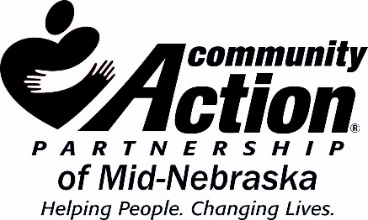 community
Action®
PARTNERSHIP
of Mid-Nebraska
Helping People. Changing Lives.